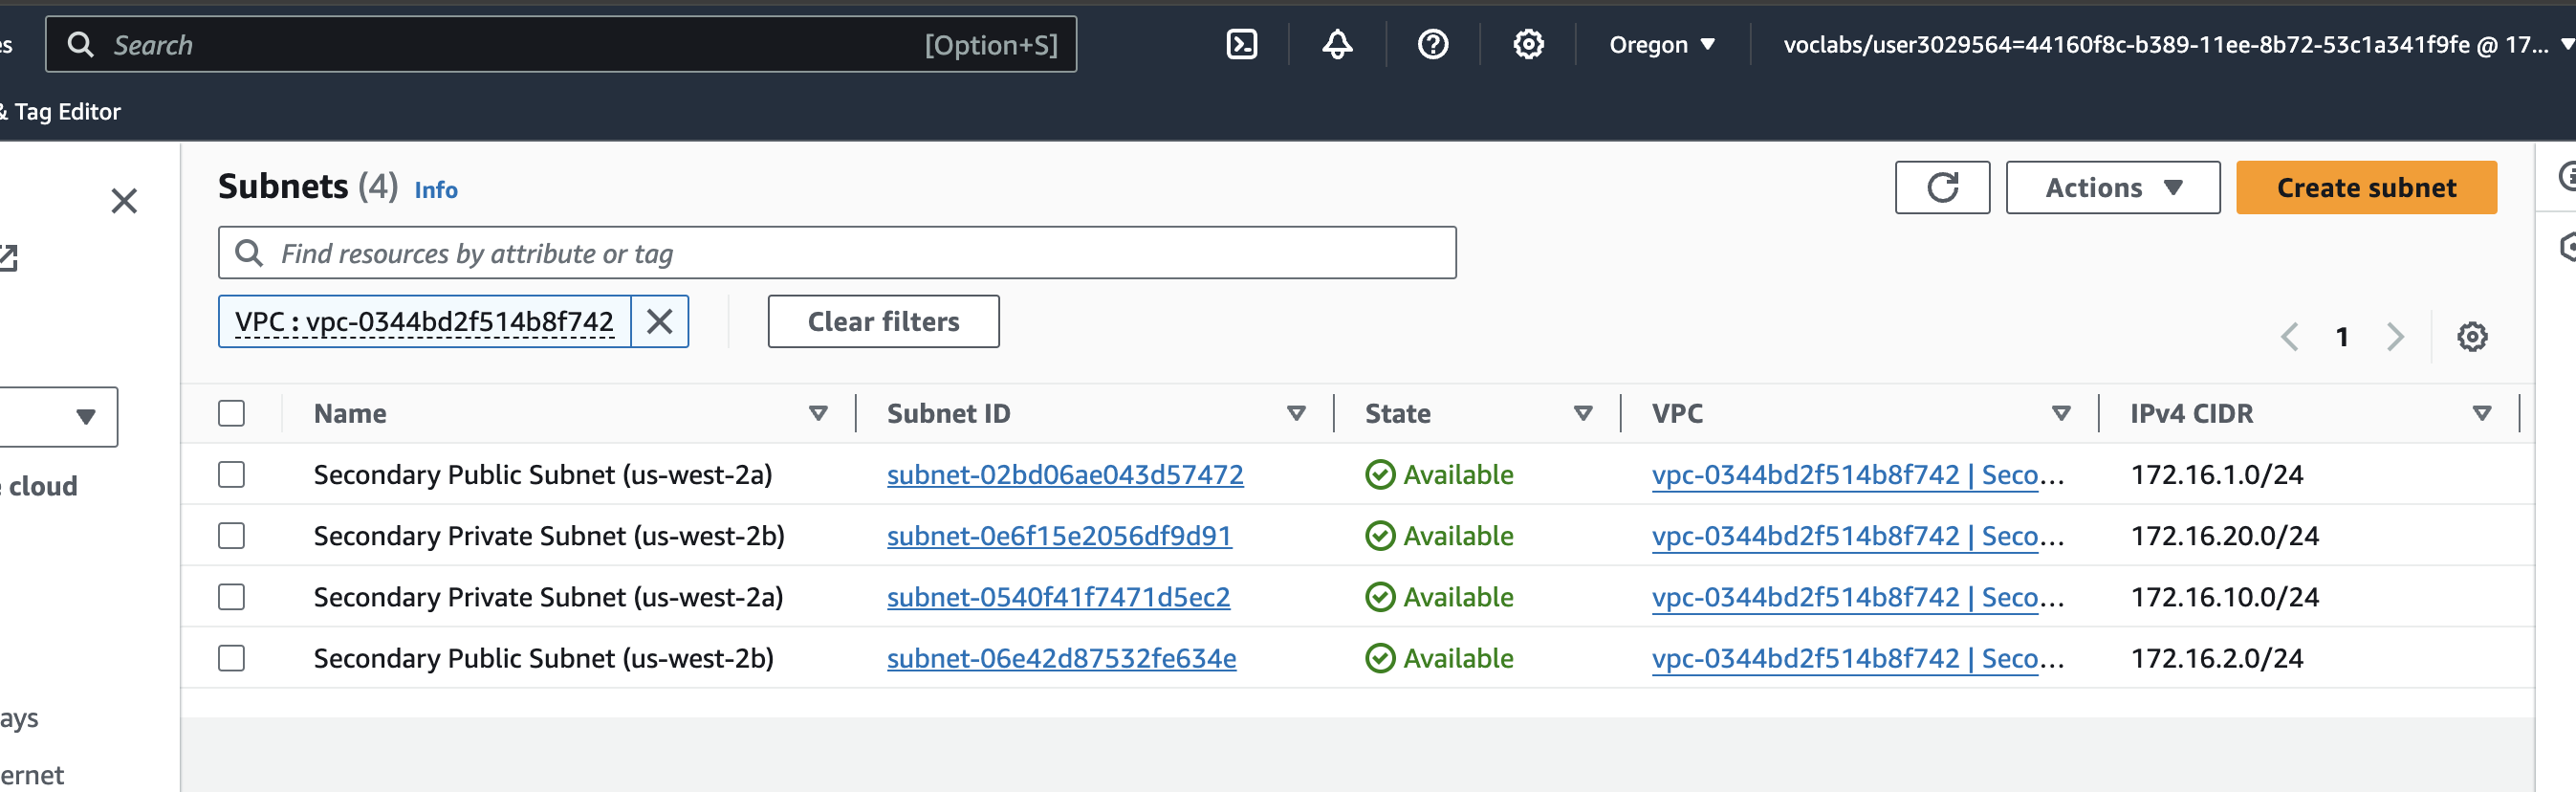 es Search [Option+S] Oregon voclabs/user3029564=44160f8c-b389-11ee-8b72-53c1a341f9fe @ 17...
& Tag Editor
Subnets (4) Info Actions Create subnet
Find resources by attribute or tag
VPC : vpc-0344bd2f514b8f742 Clear filters 1
Name Subnet ID State VPC IPv4 CIDR
Secondary Public Subnet (us-west-2a) subnet-02bd06ae043d57472 Available vpc-0344bd2f514b8f742 | Seco... 172.16.1.0/24
e cloud
Secondary Private Subnet (us-west-2b) subnet-0e6f15e2056df9d91 Available vpc-0344bd2f514b8f742 | Seco... 172.16.20.0/24
Secondary Private Subnet (us-west-2a) subnet-0540f41f7471d5ec2 Available vpc-0344bd2f514b8f742 | Seco... 172.16.10.0/24
Secondary Public Subnet (us-west-2b) subnet-06e42d87532fe634e Available vpc-0344bd2f514b8f742 | Seco... 172.16.2.0/24
ays
ernet